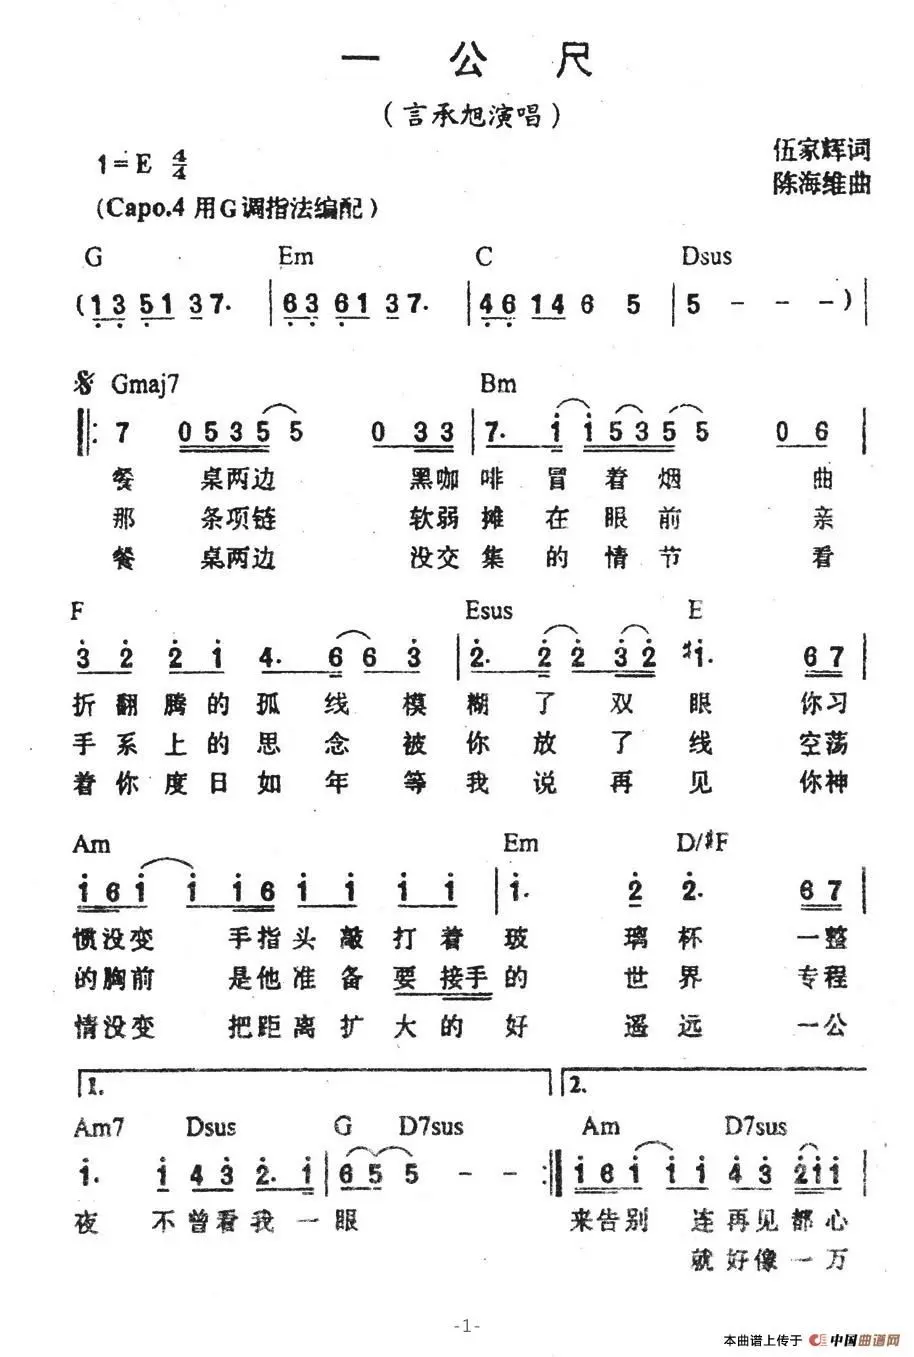 一 公 尺
（言承旭演唱）
1=E 4/4
伍家辉词
陈海维曲
（Capo.4 用G调指法编配）
G Em C Dsus
(1 3 5 1 3 7. | 6 3 6 1 3 7. | 4 6 1 4 6 5 | 5 - - -) |
Gmaj7 Bm
7 0 5 3 5 5 0 3 3 | 7. 1 1 5 3 5 5 0 6 |
餐 桌两边 黑咖 啡 冒 着 烟 曲
那 条项链 软弱 摊 在 眼 前 亲
餐 桌两边 没交 集 的 情 节 看
F Esus E
3 2 2 1 4. 6 6 3 | 2. 2 2 3 2 #1. 6 7 |
折 翻 腾 的 孤 线 模 糊 了 双 眼 你习
手 系 上 的 思 念 被 你 放 了 线 空荡
着 你 度 日 如 年 等 我 说 再 见 你神
Am Em D/#F
1 6 1 1 1 6 1 1 1 1 | 1. 2 2. 6 7 |
惯没变 手指头 敲 打 着 玻 璃 杯 一整
的胸前 是他准 备 要 接手 的 世 界 专程
情没变 把距离 扩 大 的 好 遥 远 一公
1. 2.
Am7 Dsus G D7sus Am D7sus
1. 1 4 3 2. 1 | 6 5 5 - - :| 1 6 1 1 1 4 3 2 1 1 |
夜 不 曾看我 一 眼 来告别 连再见都心
就好像一万
-1-
本曲谱上传于 中国曲谱网